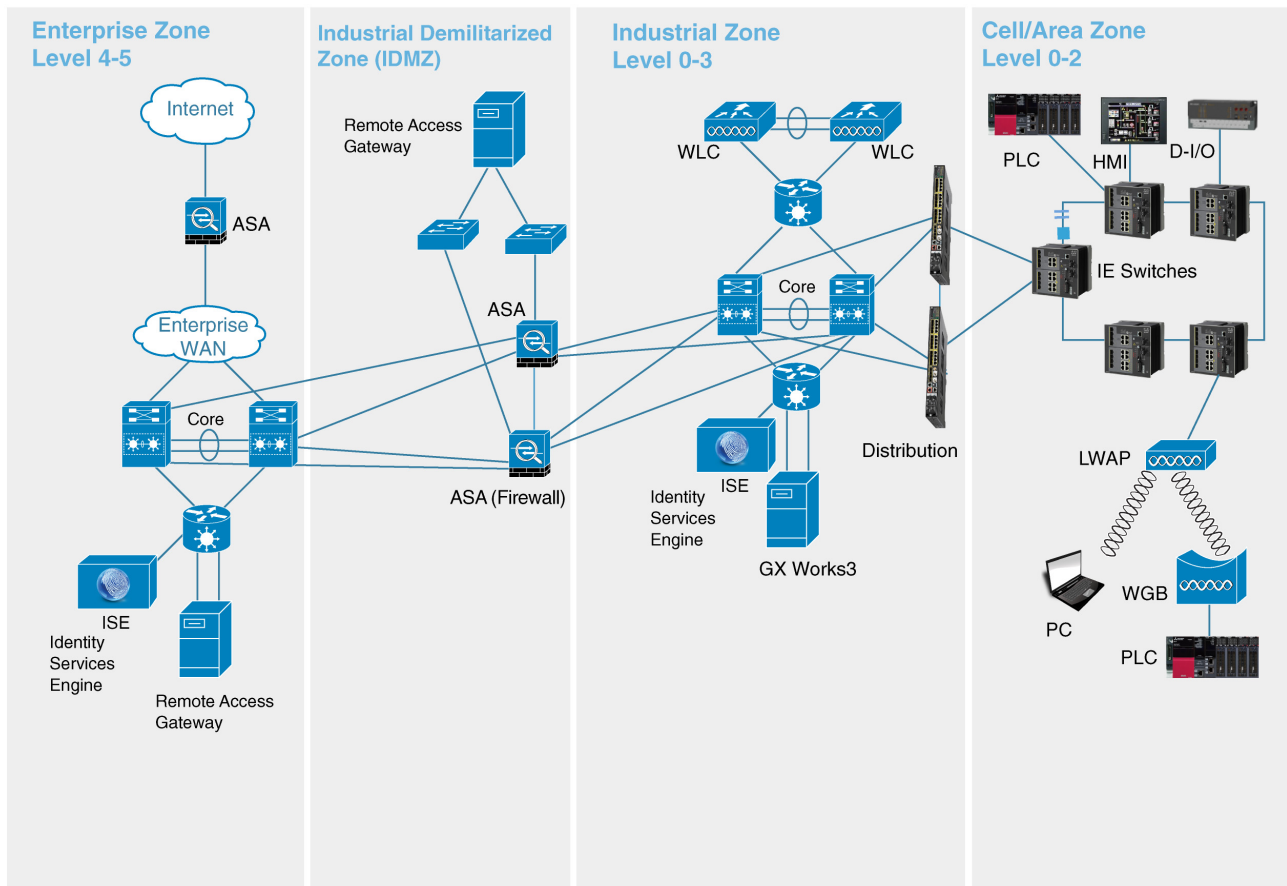 Enterprise Zone
Level 4-5
Internet
ASA
Enterprise
WAN
Core
ISE
Identity
Services
Engine
Remote Access
Gateway
Industrial Demilitarized
Zone (IDMZ)
Remote Access
Gateway
ASA
ASA (Firewall)
Industrial Zone
Level 0-3
WLC
WLC
Core
Distribution
ISE
Identity
Services
Engine
GX Works3
Cell/Area Zone
Level 0-2
PLC
HMI
D-I/O
IE Switches
LWAP
PC
WGB
PLC